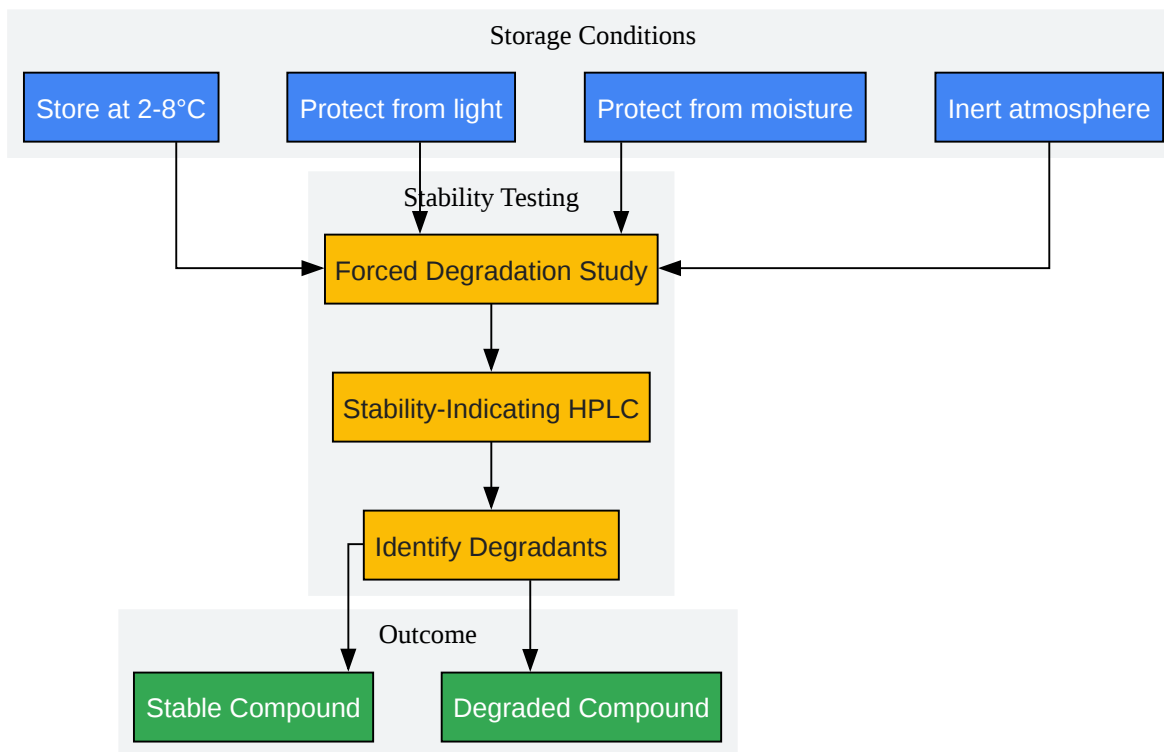 Storage Conditions
Store at 2-8°C
Protect from light
Protect from moisture
Inert atmosphere
Stability Testing
Forced Degradation Study
Stability-Indicating HPLC
Identify Degradants
Outcome
Stable Compound
Degraded Compound